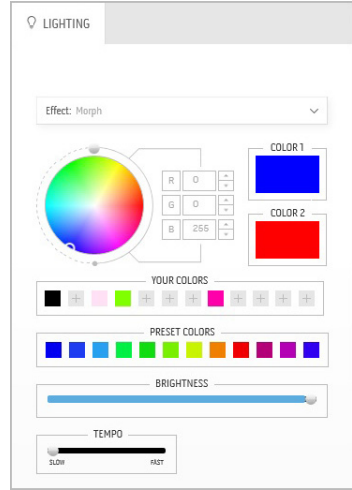 LIGHTING
Effect: Morph
COLOR 1
R 0
G 0
COLOR 2
B 255
YOUR COLORS
+ + + + + + + +
PRESET COLORS
BRIGHTNESS
TEMPO
SLOW FAST